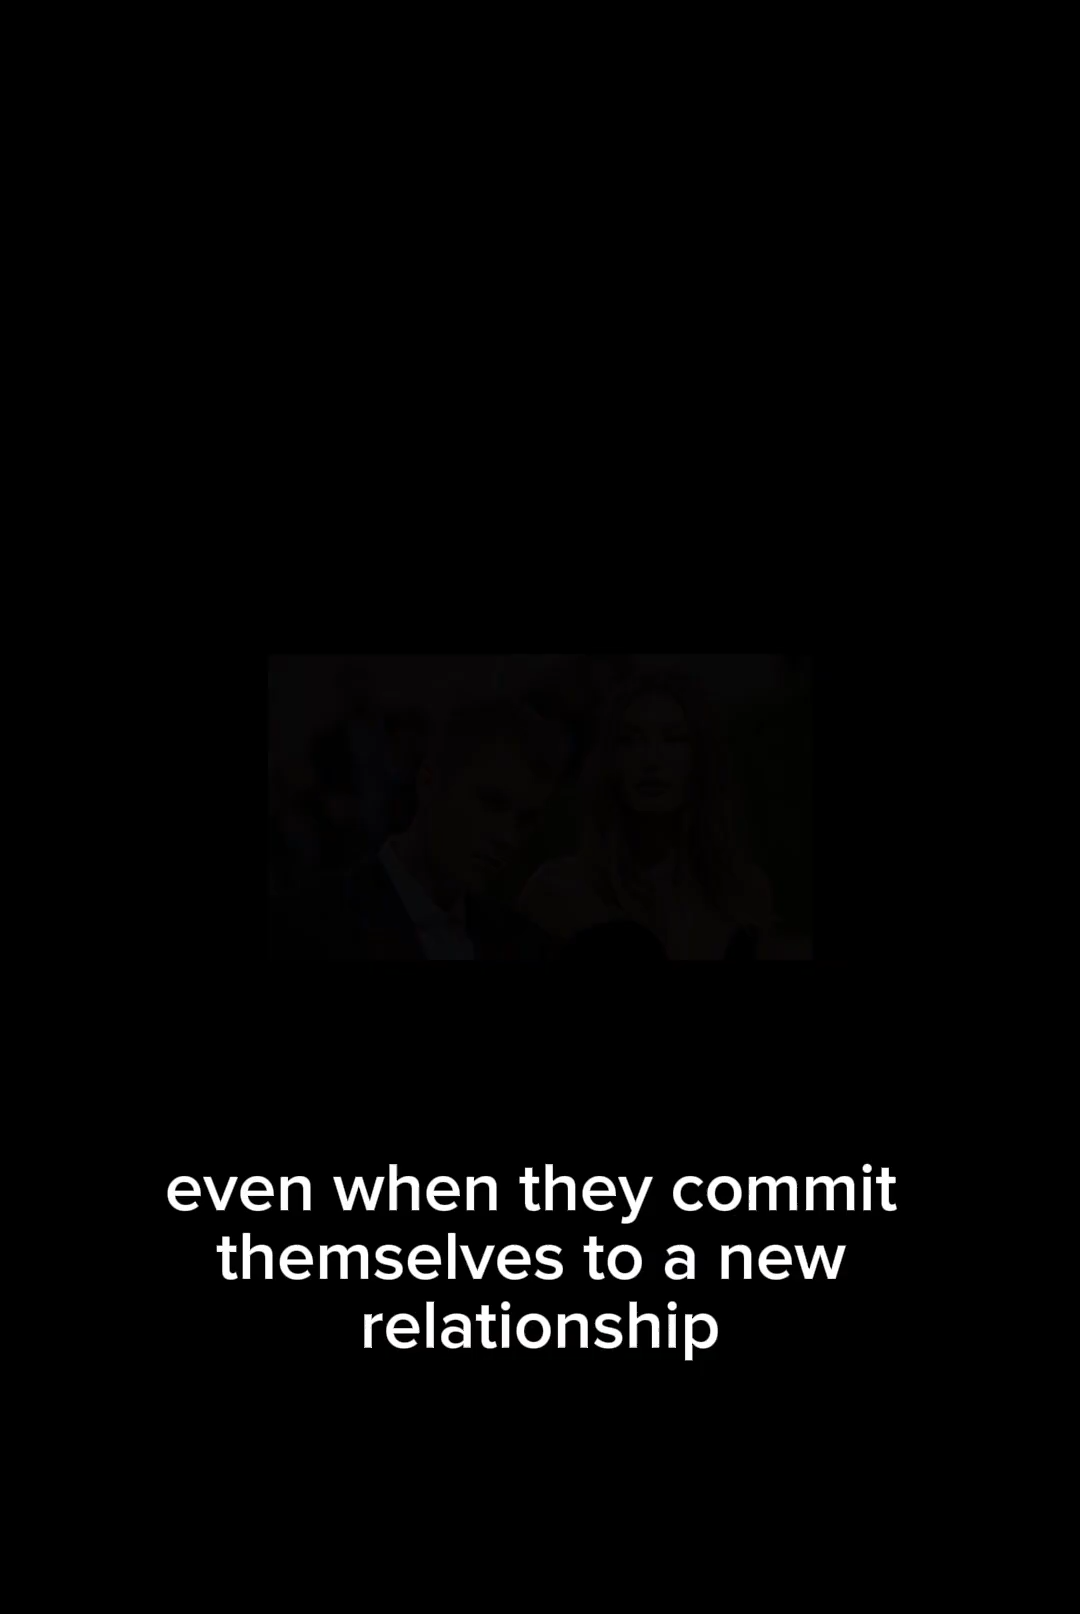 even when they commit
themselves to a new
relationship